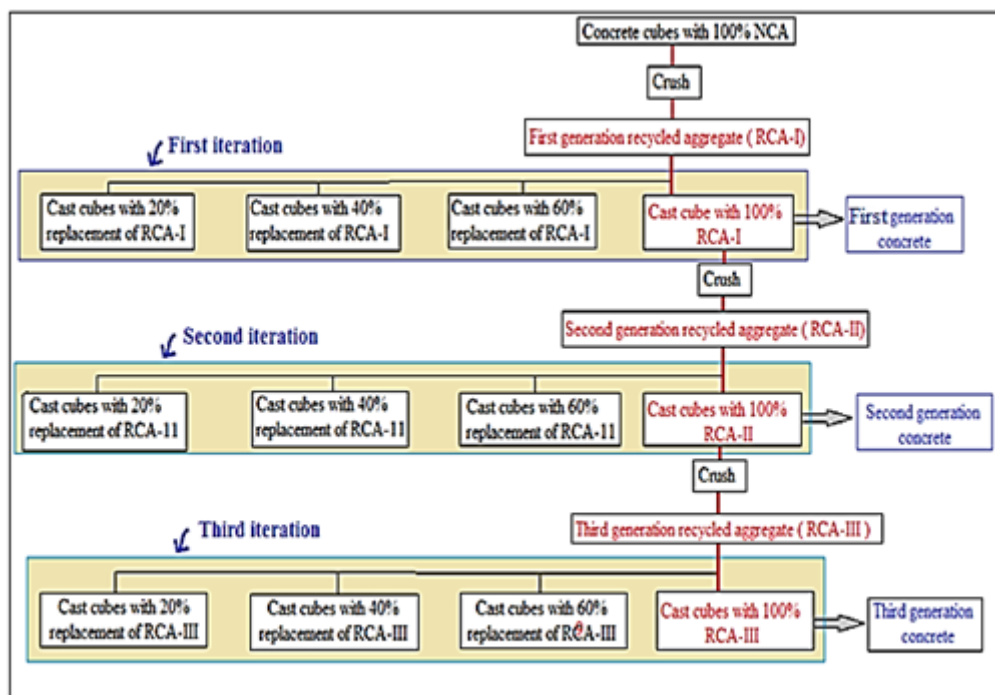 Concrete cubes with 100% NCA
Crush
First generation recycled aggregate ( RCA-I)
First iteration
Cast cubes with 20%
replacement of RCA-I
Cast cubes with 40%
replacement of RCA-I
Cast cubes with 60%
replacement of RCA-I
Cast cube with 100%
RCA-I
First generation
concrete
Crush
Second generation recycled aggregate ( RCA-II)
Second iteration
Cast cubes with 20%
replacement of RCA-11
Cast cubes with 40%
replacement of RCA-11
Cast cubes with 60%
replacement of RCA-11
Cast cubes with 100%
RCA-II
Second generation
concrete
Crush
Third generation recycled aggregate ( RCA-III )
Third iteration
Cast cubes with 20%
replacement of RCA-III
Cast cubes with 40%
replacement of RCA-III
Cast cubes with 60%
replacement of RCA-III
Cast cubes with 100%
RCA-III
Third generation
concrete